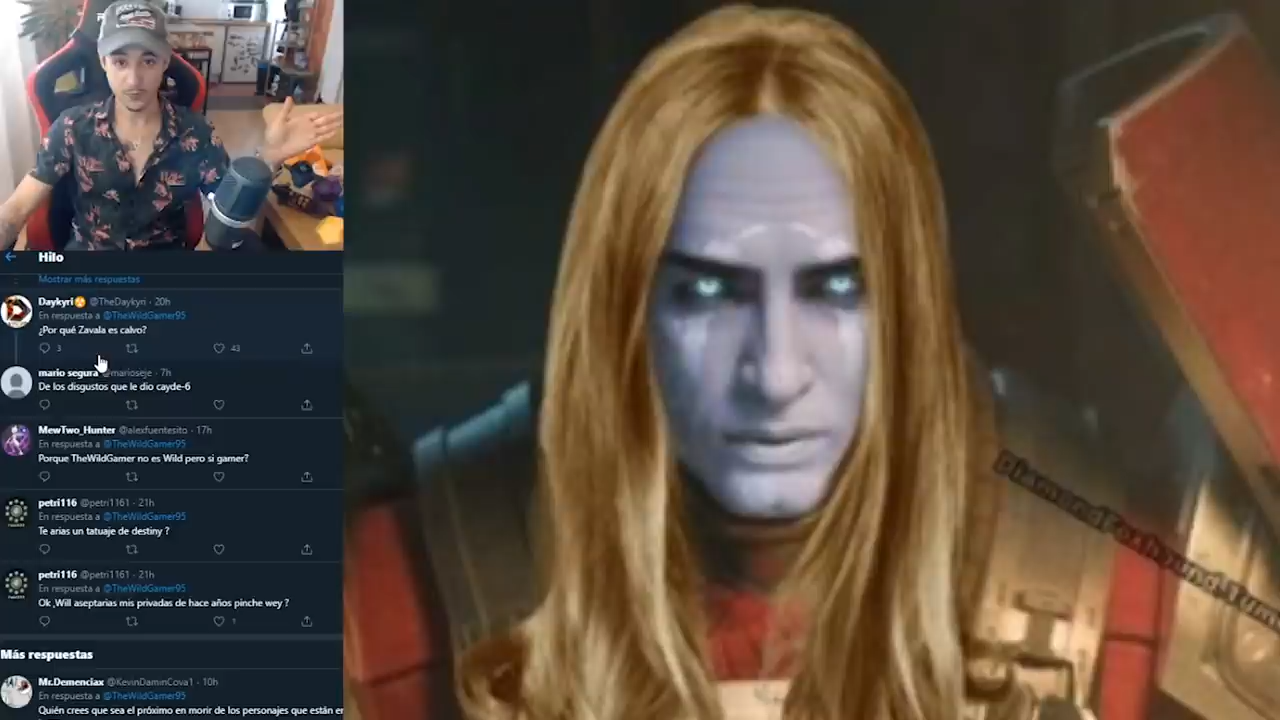 Hilo
Mostrar más respuestas
Daykyri @TheDaykyri · 20h
En respuesta a @TheWildGamer95
¿Por qué Zavala es calvo?
3
43
mario segura @marioseje · 7h
De los disgustos que le dio cayde-6
MewTwo_Hunter @alexfuentesito · 17h
En respuesta a @TheWildGamer95
Porque TheWildGamer no es Wild pero si gamer?
petri116 @petri1161 · 21h
En respuesta a @TheWildGamer95
Te arias un tatuaje de destiny ?
petri116 @petri1161 · 21h
En respuesta a @TheWildGamer95
Ok ,Will aseptarias mis privadas de hace años pinche wey ?
1
Más respuestas
Mr.Demenciax @KevinDaminCova1 · 10h
En respuesta a @TheWildGamer95
Quién crees que sea el próximo en morir de los personajes que están
DiamondFoxhound.Tum